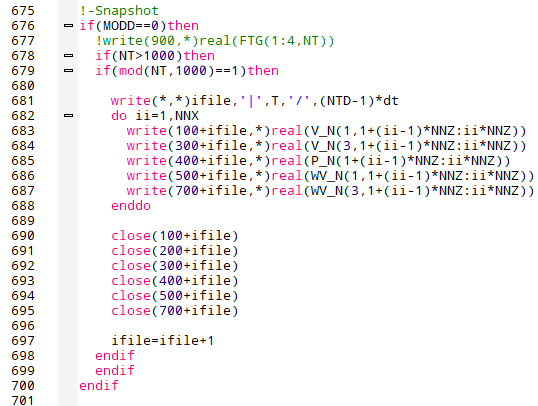 675 !-Snapshot
676 if(MODD==0)then
677 !write(900,*)real(FTG(1:4,NT))
678 if(NT>1000)then
679 if(mod(NT,1000)==1)then
680
681 write(*,*)ifile,'|',T,'/',(NTD-1)*dt
682 do ii=1,NNX
683 write(100+ifile,*)real(V_N(1,1+(ii-1)*NNZ:ii*NNZ))
684 write(300+ifile,*)real(V_N(3,1+(ii-1)*NNZ:ii*NNZ))
685 write(400+ifile,*)real(P_N(1+(ii-1)*NNZ:ii*NNZ))
686 write(500+ifile,*)real(WV_N(1,1+(ii-1)*NNZ:ii*NNZ))
687 write(700+ifile,*)real(WV_N(3,1+(ii-1)*NNZ:ii*NNZ))
688 enddo
689
690 close(100+ifile)
691 close(200+ifile)
692 close(300+ifile)
693 close(400+ifile)
694 close(500+ifile)
695 close(700+ifile)
696
697 ifile=ifile+1
698 endif
699 endif
700 endif
701